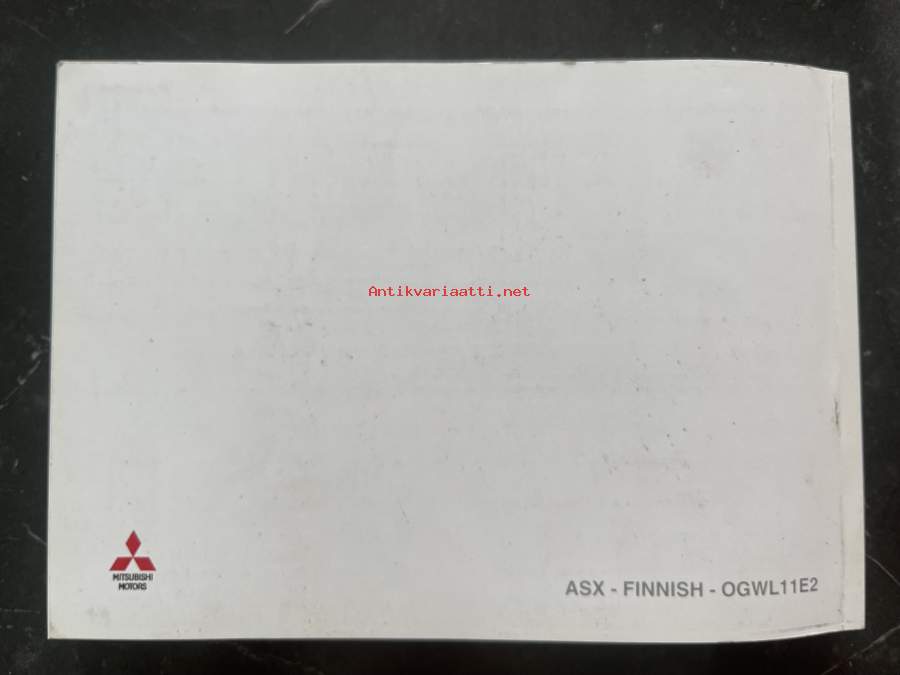 Antikvariaatti.net
MITSUBISHI
MOTORS
ASX - FINNISH - OGWL11E2